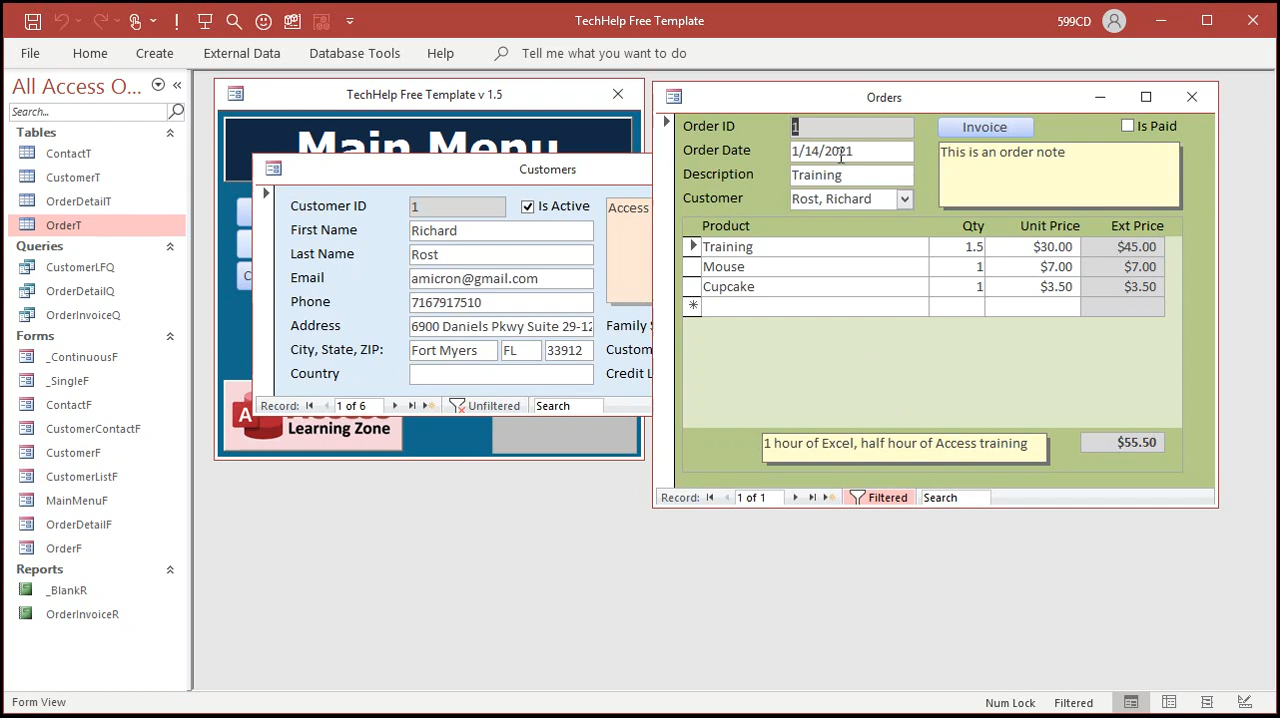 TechHelp Free Template
599CD
File Home Create External Data Database Tools Help Tell me what you want to do
All Access O...
Search...
Tables
ContactT
CustomerT
OrderDetailT
OrderT
Queries
CustomerLFQ
OrderDetailQ
OrderInvoiceQ
Forms
_ContinuousF
_SingleF
ContactF
CustomerContactF
CustomerF
CustomerListF
MainMenuF
OrderDetailF
OrderF
Reports
_BlankR
OrderInvoiceR
TechHelp Free Template v 1.5
Main Menu
C
A
Access
Learning Zone
Customers
Customer ID 1 Is Active
First Name Richard
Last Name Rost
Email amicron@gmail.com
Phone 7167917510
Address 6900 Daniels Pkwy Suite 29-12
City, State, ZIP: Fort Myers FL 33912
Country
Access
Family S
Custom
Credit L
Record: 1 of 6 Unfiltered Search
Orders
Order ID 1 Invoice Is Paid
Order Date 1/14/2021 This is an order note
Description Training
Customer Rost, Richard
Product Qty Unit Price Ext Price
Training 1.5 $30.00 $45.00
Mouse 1 $7.00 $7.00
Cupcake 1 $3.50 $3.50
1 hour of Excel, half hour of Access training $55.50
Record: 1 of 1 Filtered Search
Form View Num Lock Filtered